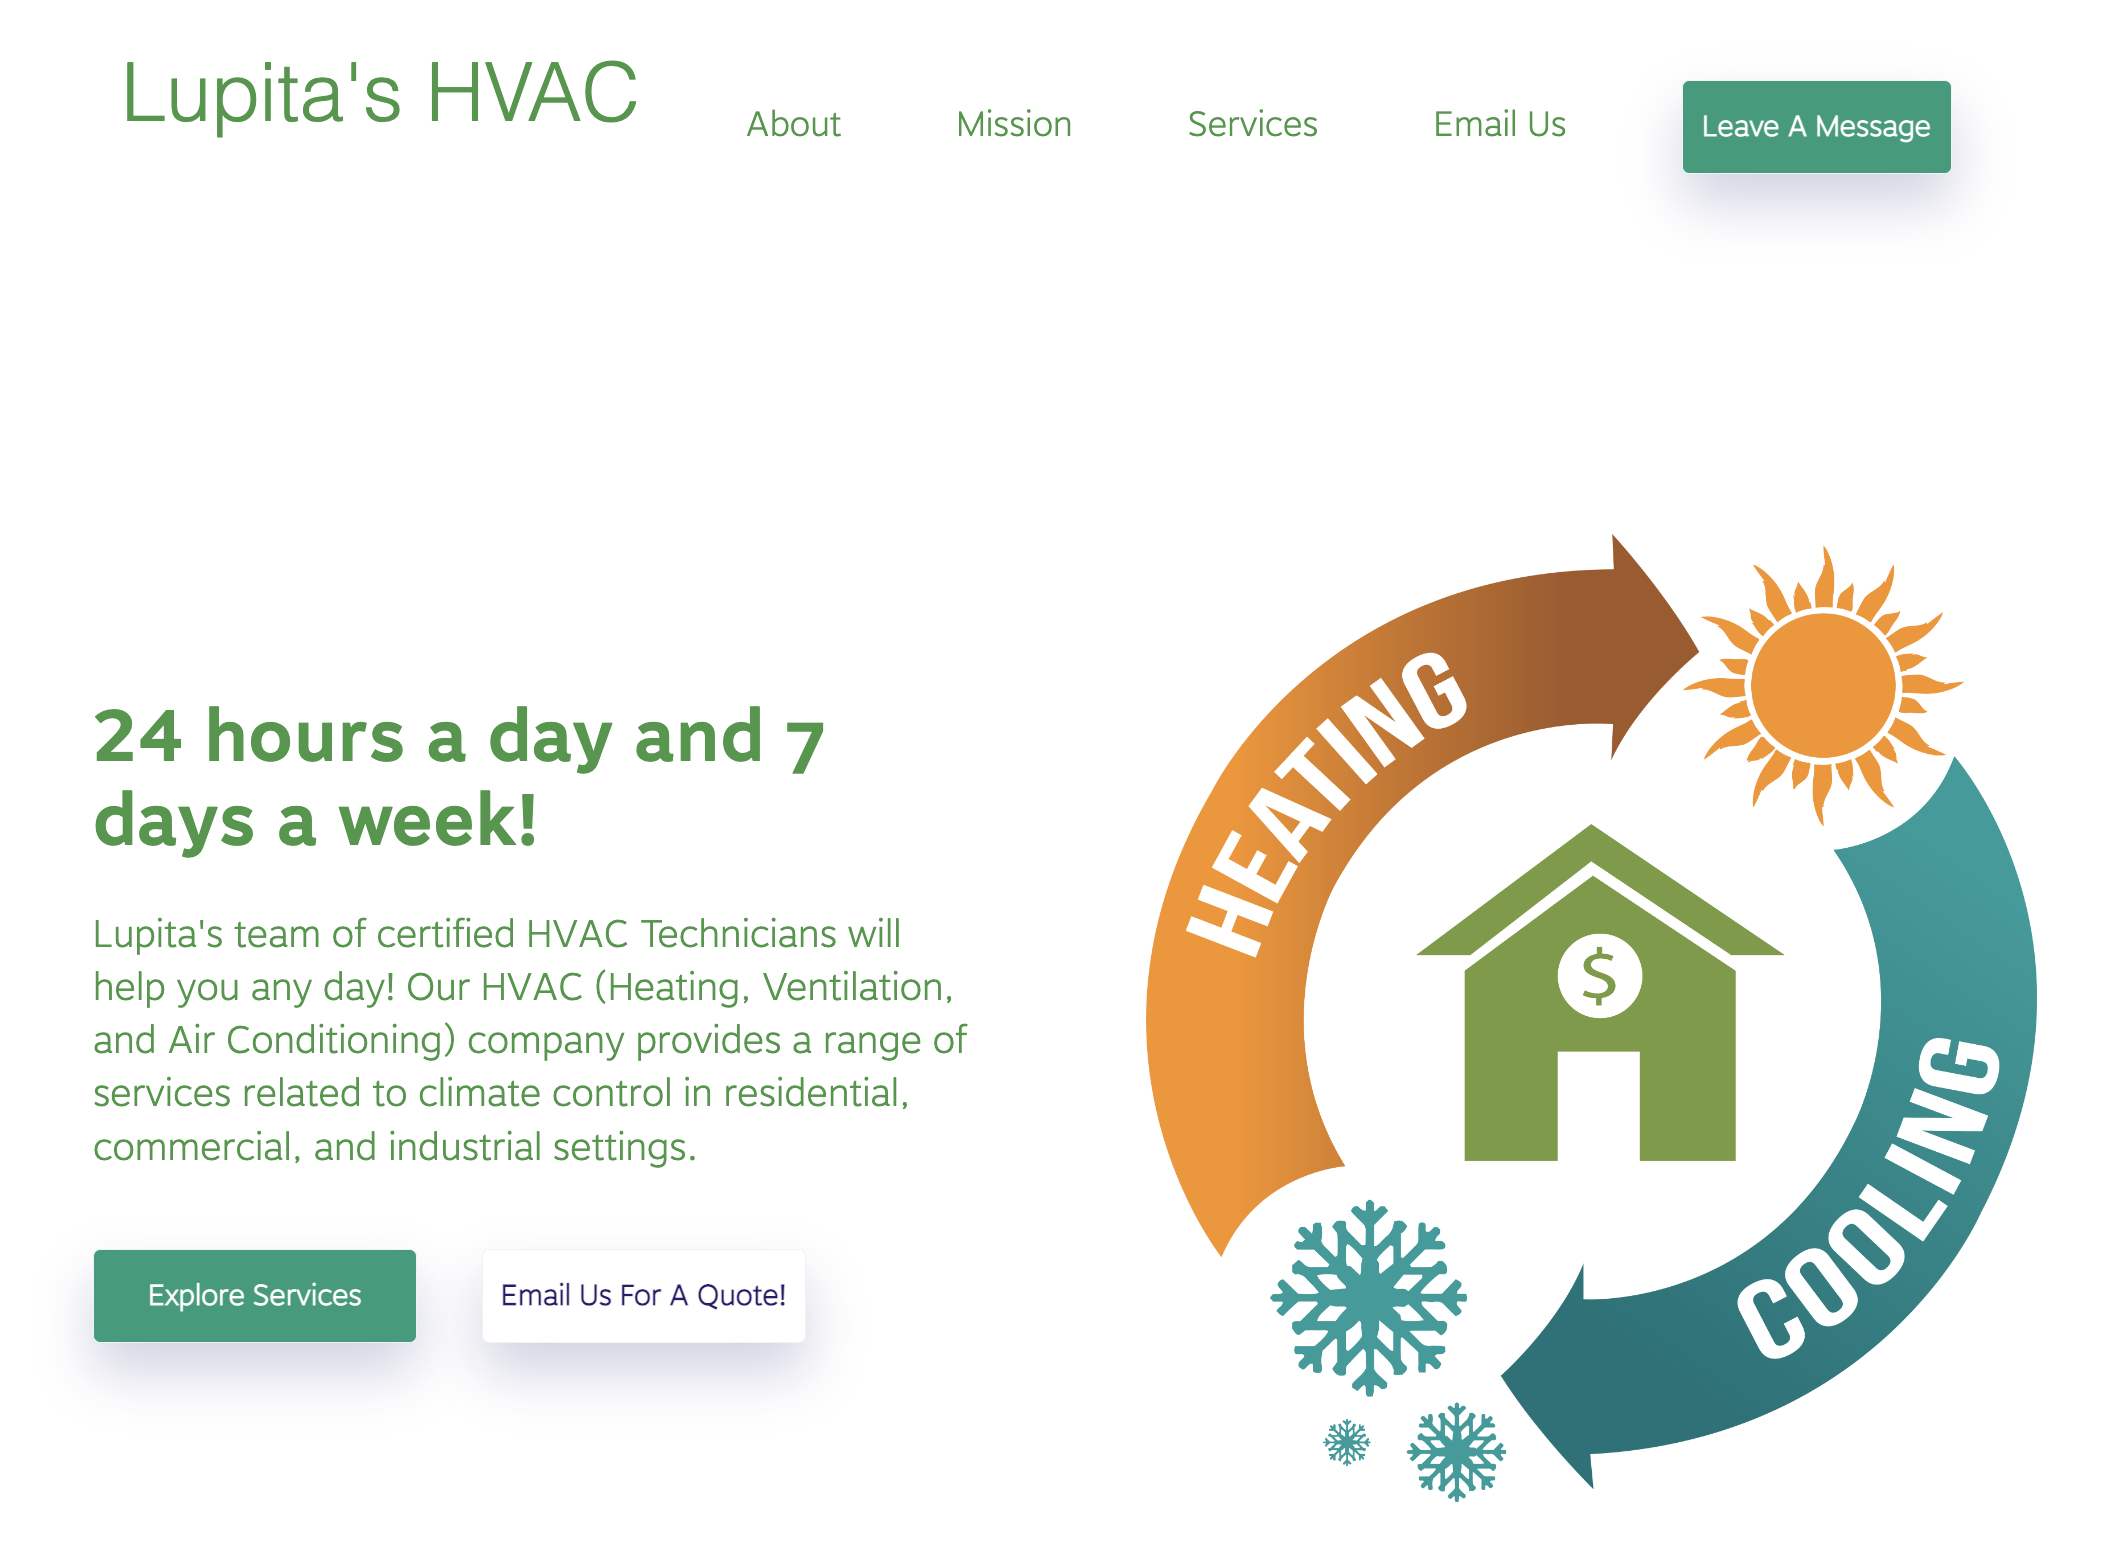 Lupita's HVAC
About
Mission
Services
Email Us
Leave A Message
24 hours a day and 7
days a week!
Lupita's team of certified HVAC Technicians will
help you any day! Our HVAC (Heating, Ventilation,
and Air Conditioning) company provides a range of
services related to climate control in residential,
commercial, and industrial settings.
Explore Services
Email Us For A Quote!
HEATING
$
COOLING